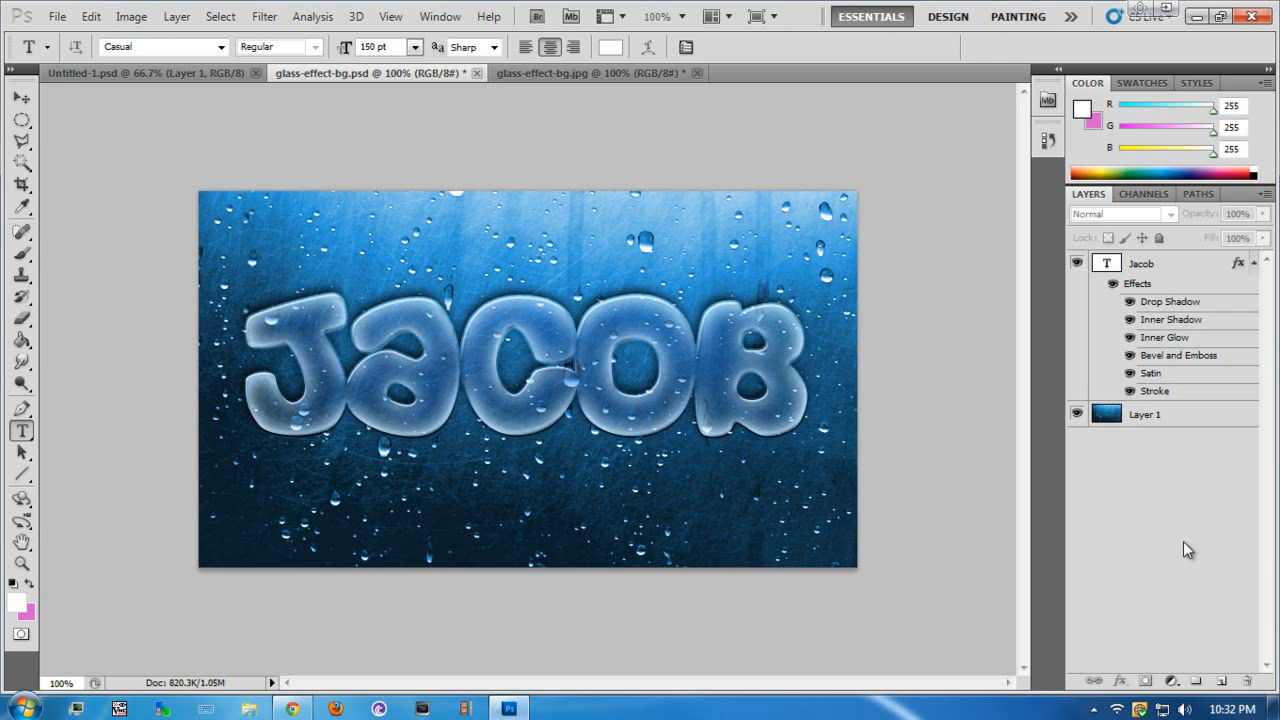 Ps File Edit Image Layer Select Filter Analysis 3D View Window Help Br Mb 100% ESSENTIALS DESIGN PAINTING
T Casual Regular 150 pt Sharp
Untitled-1.psd @ 66.7% (Layer 1, RGB/8) glass-effect-bg.psd @ 100% (RGB/8#) * glass-effect-bg.jpg @ 100% (RGB/8#) *
COLOR SWATCHES STYLES
Mb
R 255
G 255
B 255
LAYERS CHANNELS PATHS
Normal Opacity: 100%
Lock: Fill: 100%
T Jacob fx
Effects
Drop Shadow
Inner Shadow
Inner Glow
Bevel and Emboss
Satin
Stroke
Layer 1
JaCOB
T
100% Doc: 820.3K/1.05M
fx
Ps 10:32 PM